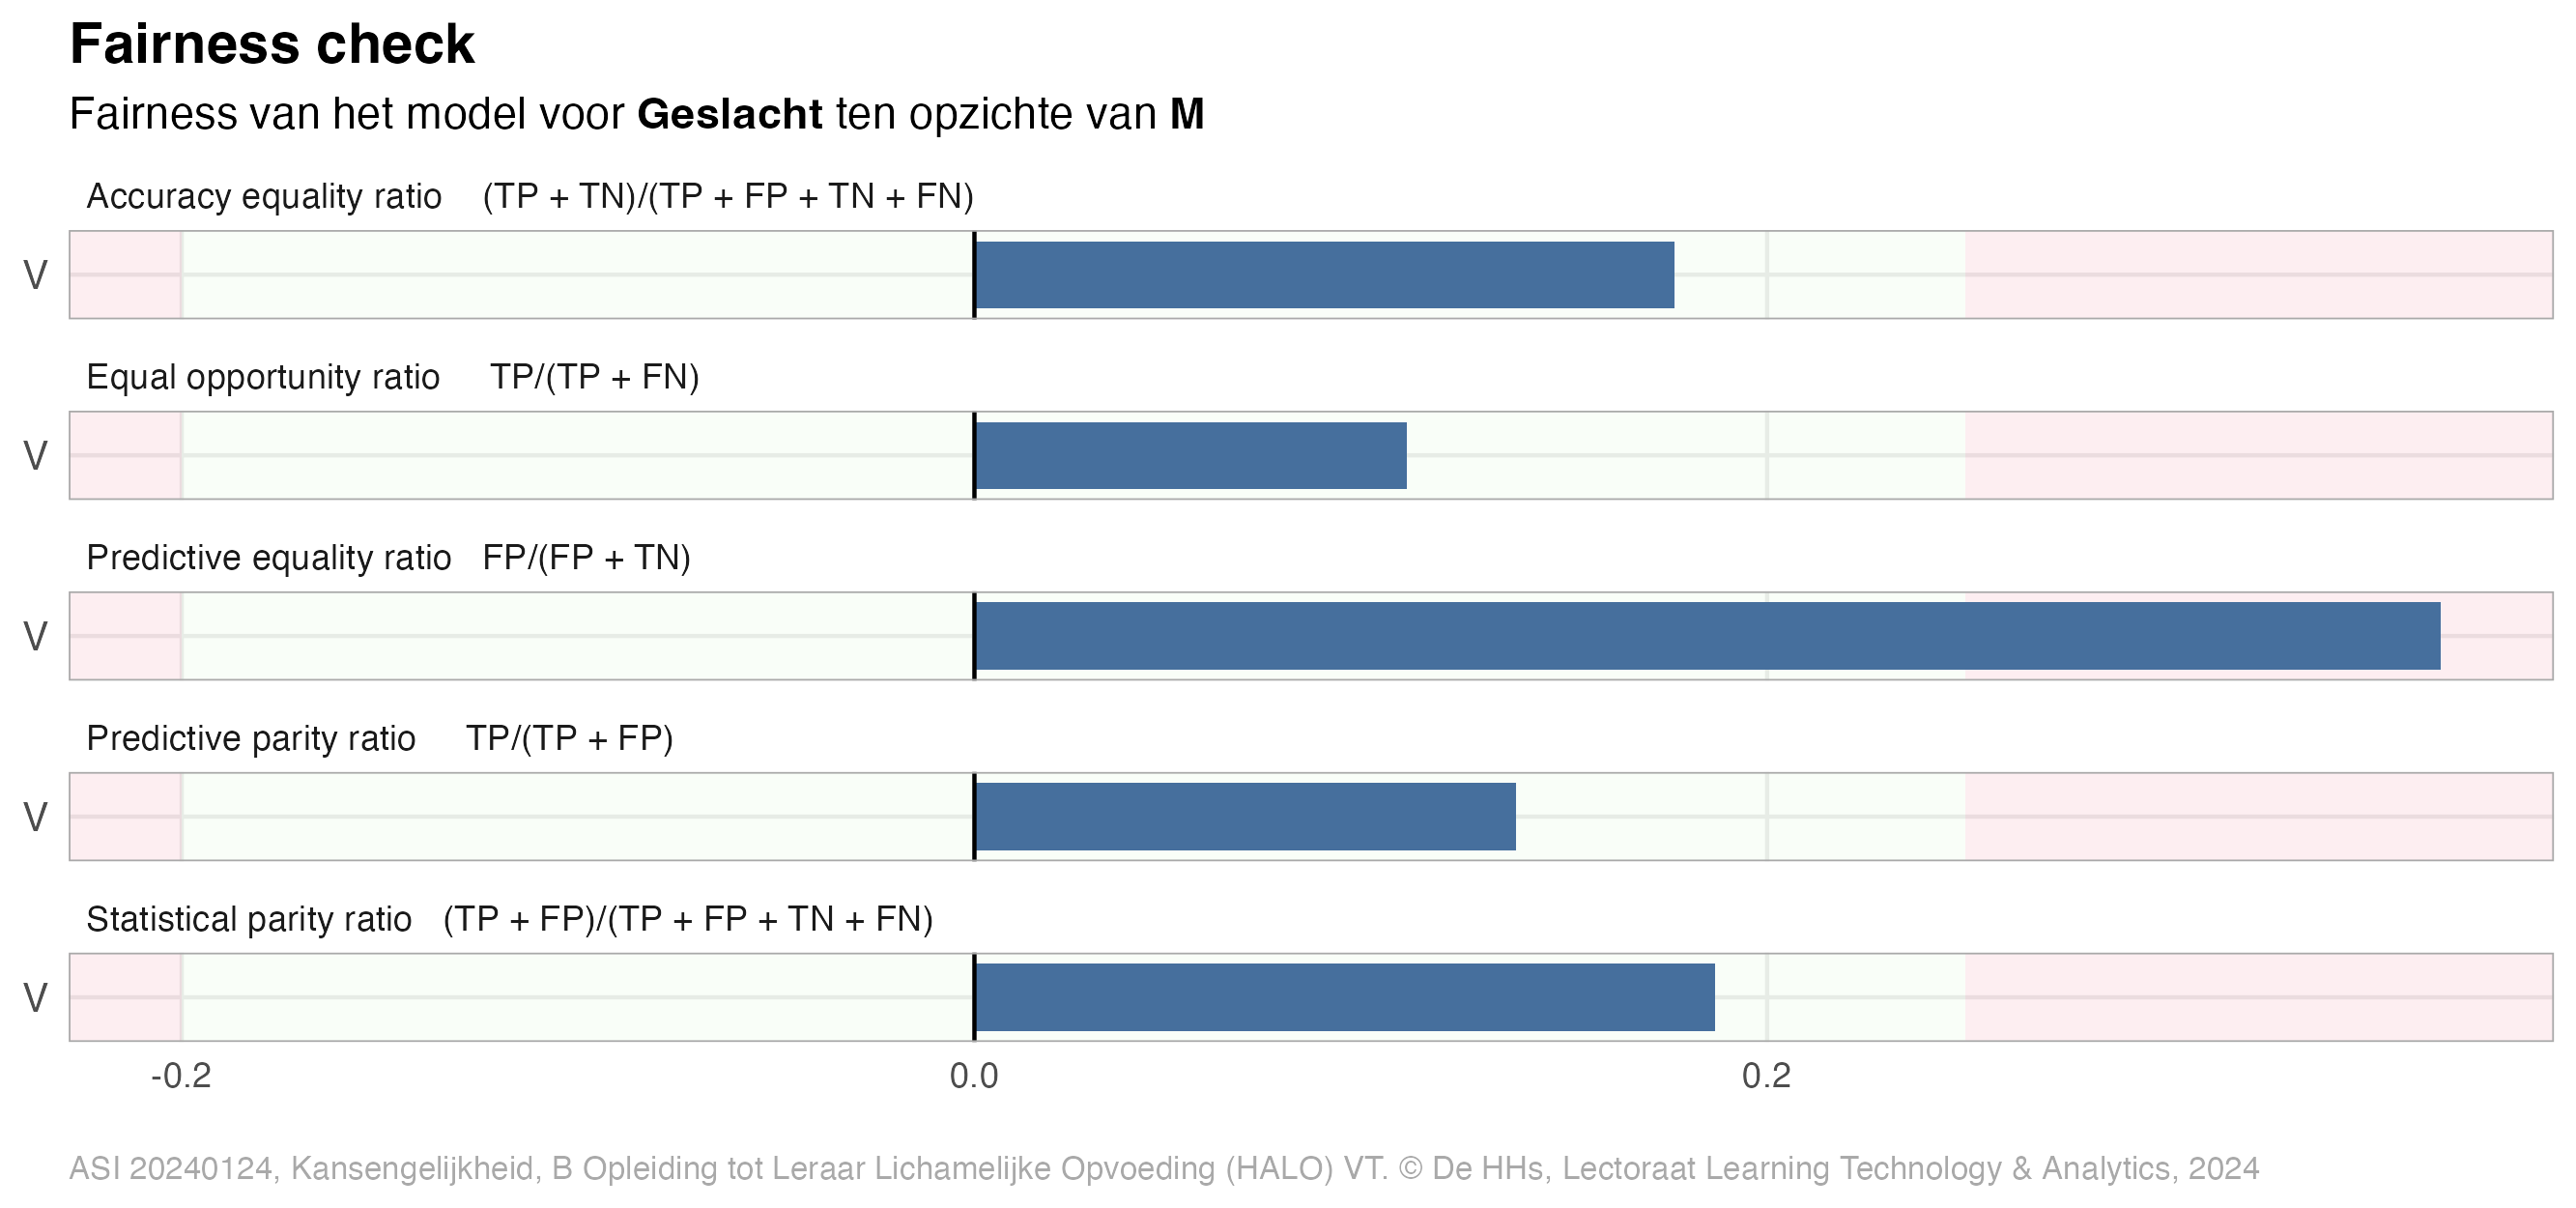 Fairness check
Fairness van het model voor Geslacht ten opzichte van M
Accuracy equality ratio (TP + TN)/(TP + FP + TN + FN)
V
Equal opportunity ratio TP/(TP + FN)
V
Predictive equality ratio FP/(FP + TN)
V
Predictive parity ratio TP/(TP + FP)
V
Statistical parity ratio (TP + FP)/(TP + FP + TN + FN)
V
-0.2 0.0 0.2
ASI 20240124, Kansengelijkheid, B Opleiding tot Leraar Lichamelijke Opvoeding (HALO) VT. © De HHs, Lectoraat Learning Technology & Analytics, 2024